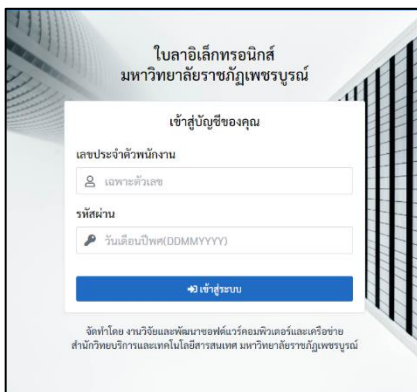 ใบลาอิเล็กทรอนิกส์
มหาวิทยาลัยราชภัฏเพชรบูรณ์
เข้าสู่บัญชีของคุณ
เลขประจำตัวพนักงาน
เฉพาะตัวเลข
รหัสผ่าน
วันเดือนปีพศ(DDMMYYYY)
เข้าสู่ระบบ
จัดทำโดย งานวิจัยและพัฒนาซอฟต์แวร์คอมพิวเตอร์และเครือข่าย
สำนักวิทยบริการและเทคโนโลยีสารสนเทศ มหาวิทยาลัยราชภัฏเพชรบูรณ์